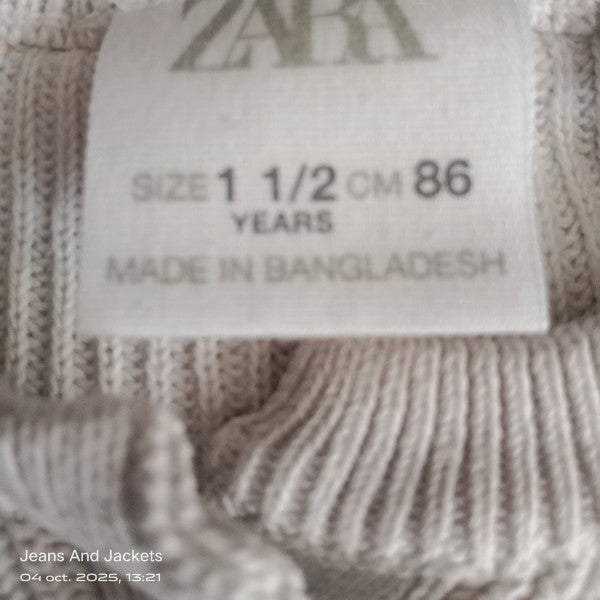 ZARA
SIZE 1 1/2 CM 86
YEARS
MADE IN BANGLADESH
Jeans And Jackets
04 oct. 2025, 13:21